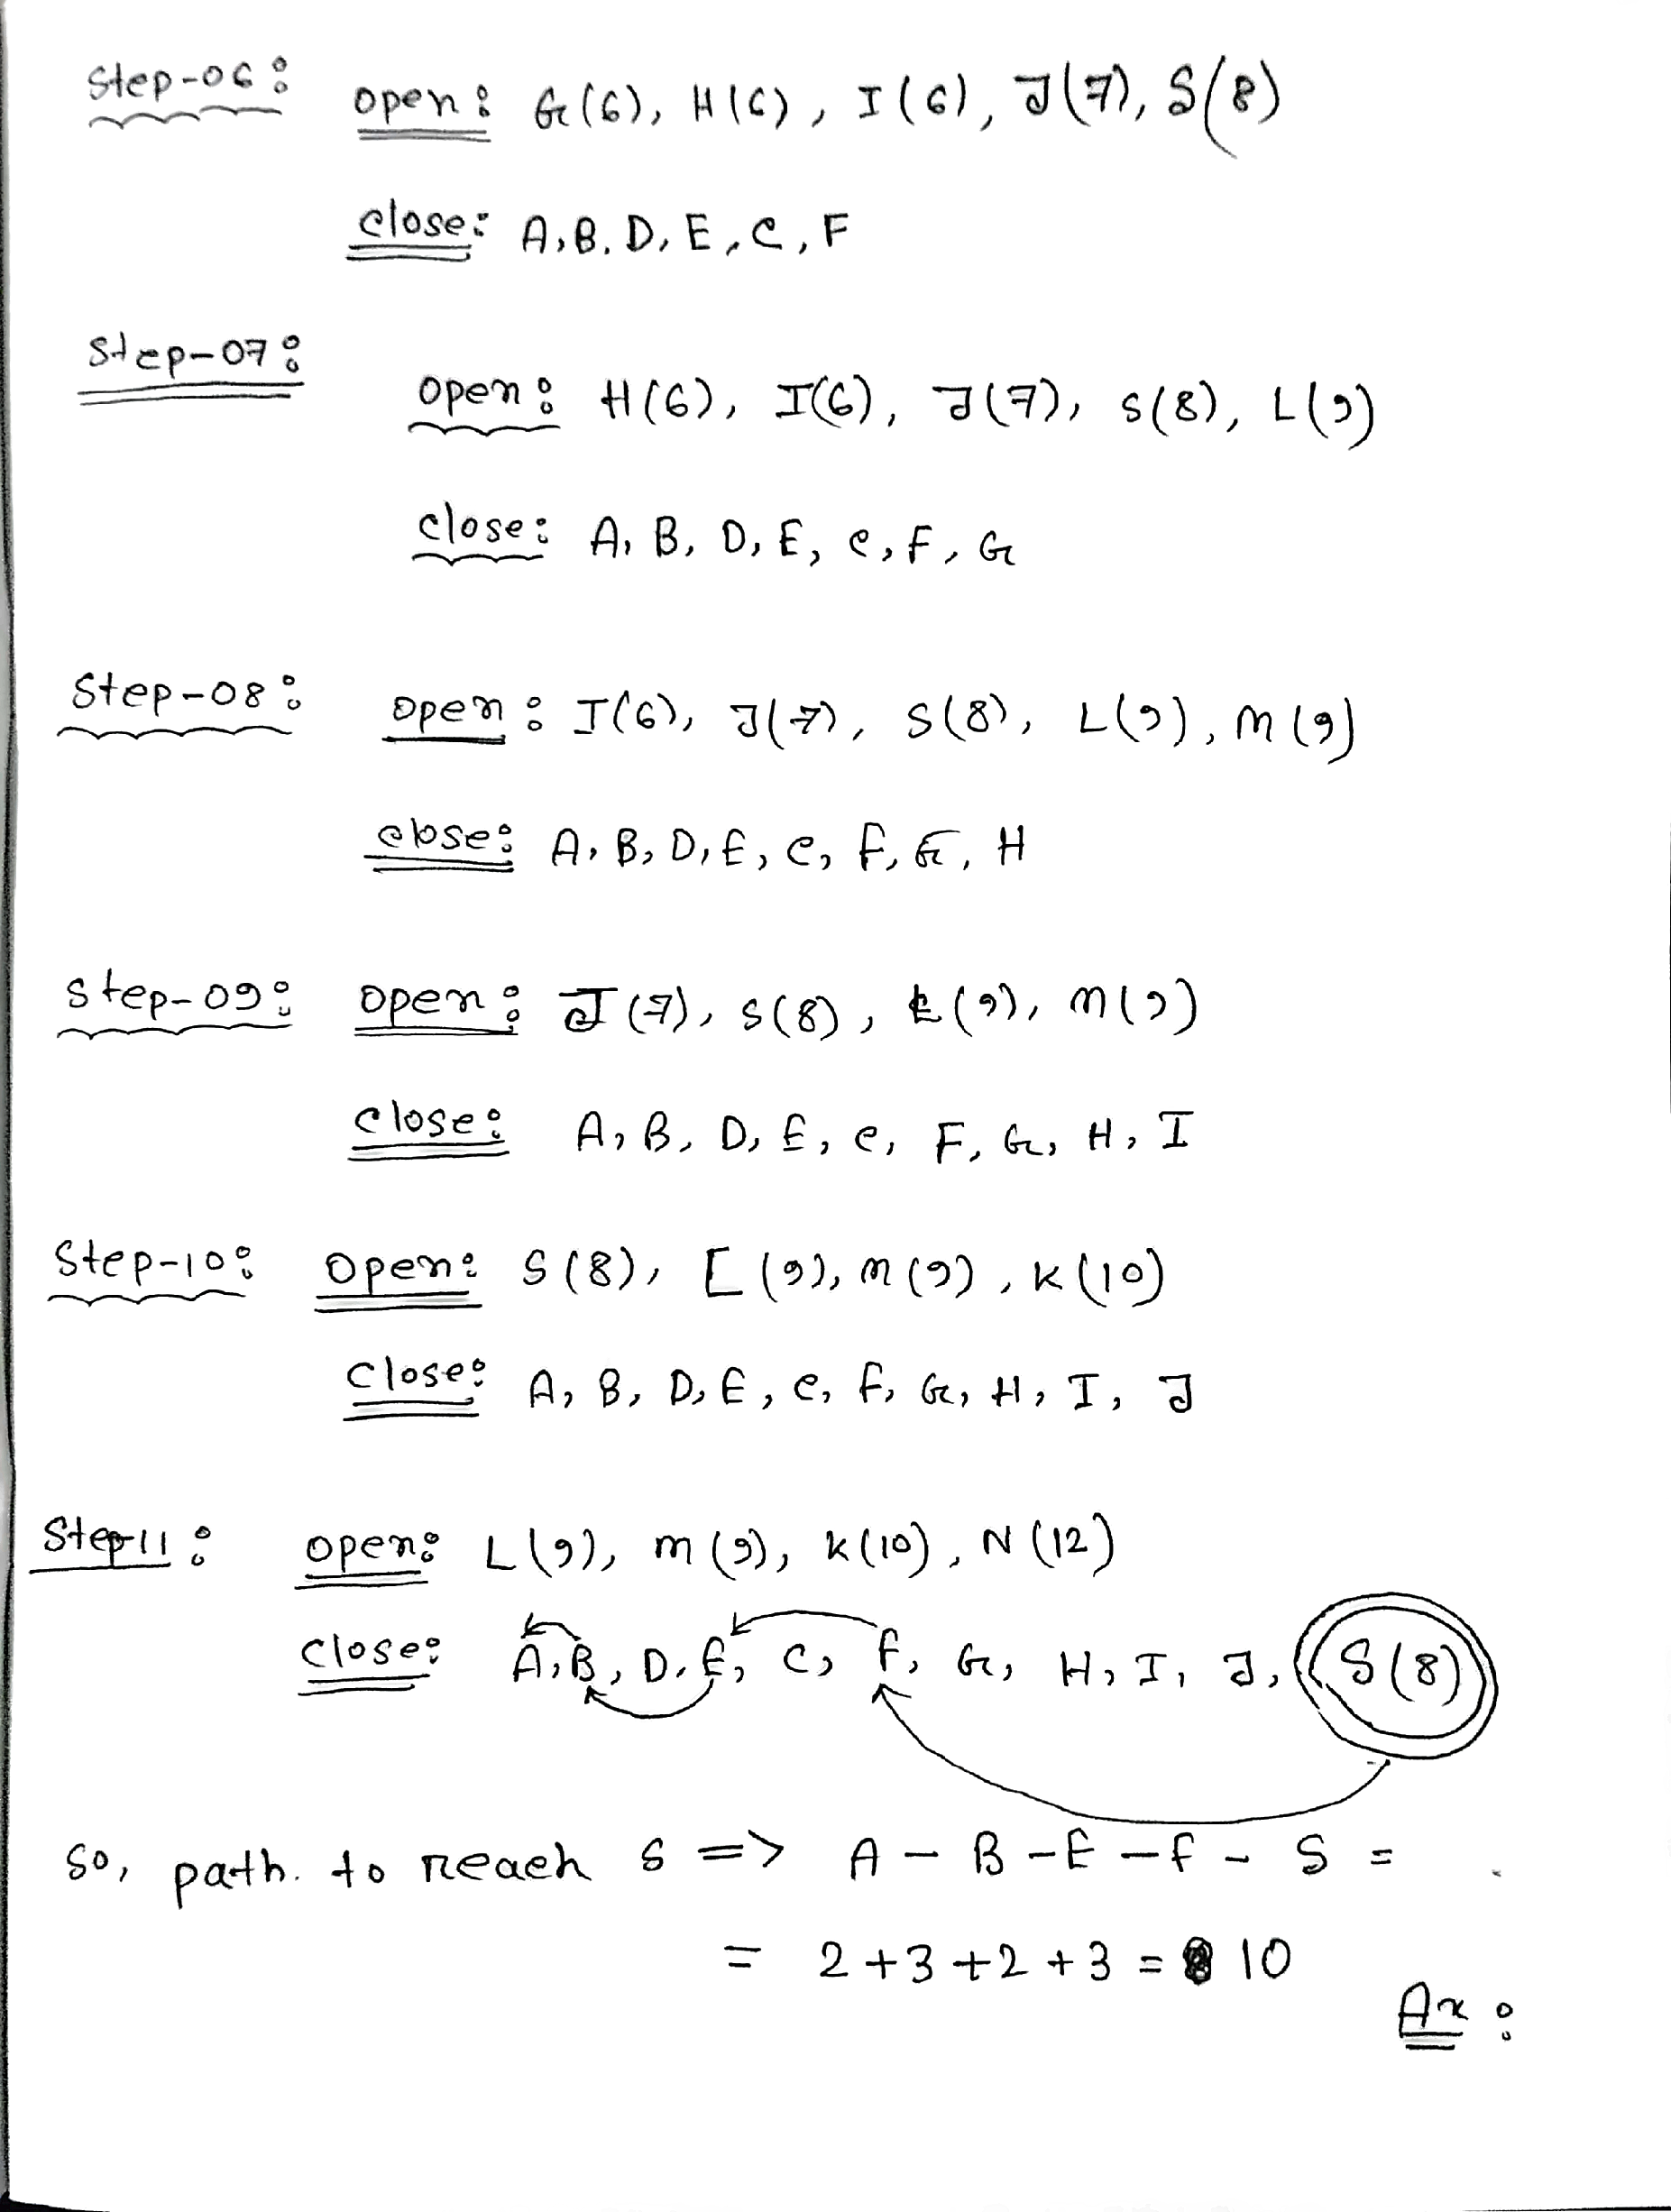 Step-06:
open: G(6), H(6), I(6), J(7), S(8)
close: A, B, D, E, C, F
Step-07:
open: H(6), I(6), J(7), S(8), L(9)
close: A, B, D, E, C, F, G
Step-08: open: I(6), J(7), S(8), L(9), M(9)
close: A, B, D, E, C, F, G, H
Step-09: open: J(7), S(8), L(9), M(9)
close: A, B, D, E, C, F, G, H, I
Step-10: Open: S(8), L(9), M(9), K(10)
Close: A, B, D, E, C, F, G, H, I, J
Step11: open: L(9), M(9), K(10), N(12)
Close: A, B, D, E, C, F, G, H, I, J, S(8)
So, path. to reach S => A - B - E - F - S =
= 2+3+2+3 = 10